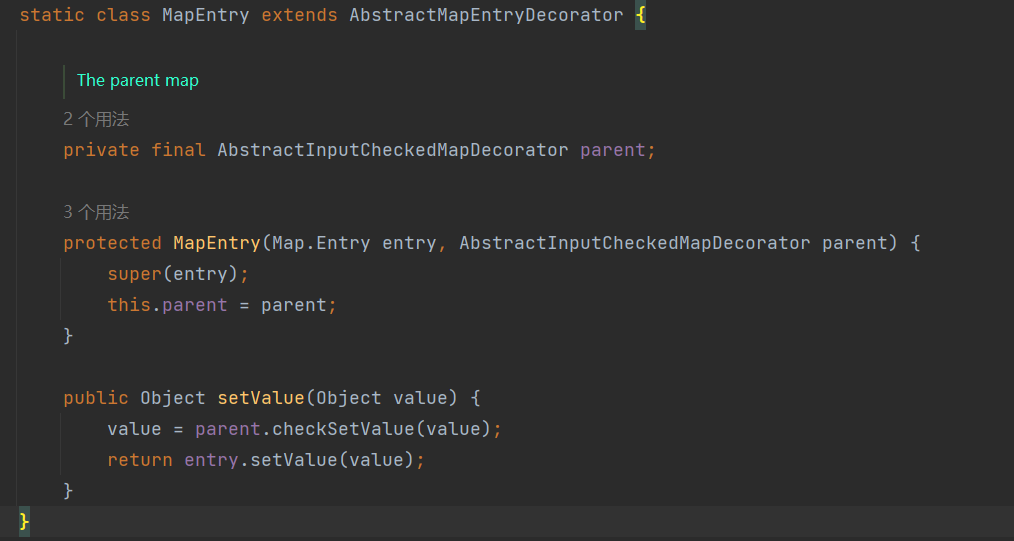 static class MapEntry extends AbstractMapEntryDecorator {
The parent map
2 个用法
private final AbstractInputCheckedMapDecorator parent;
3 个用法
protected MapEntry(Map.Entry entry, AbstractInputCheckedMapDecorator parent) {
super(entry);
this.parent = parent;
}
public Object setValue(Object value) {
value = parent.checkSetValue(value);
return entry.setValue(value);
}
}